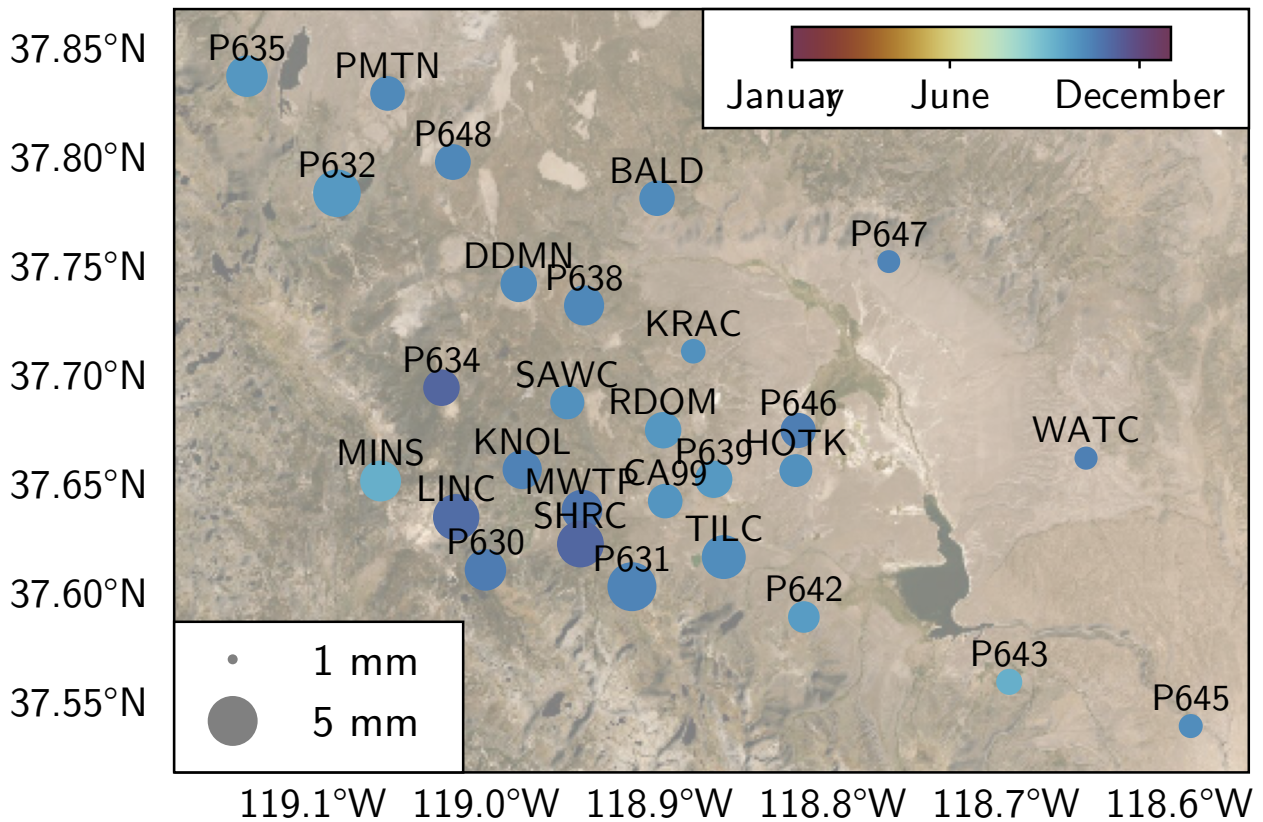 37.85°N
P635
PMTN
January
June
December
37.80°N
P632
P648
BALD
37.75°N
DDMN
P638
P647
KRAC
37.70°N
P634
SAWC
RDOM
P646
37.65°N
MINS
KNOL
P639
HOTK
WATC
LINC
MWTP
CA99
SHRC
TILC
37.60°N
P630
P631
P642
1 mm
P643
37.55°N
5 mm
P645
119.1°W
119.0°W
118.9°W
118.8°W
118.7°W
118.6°W